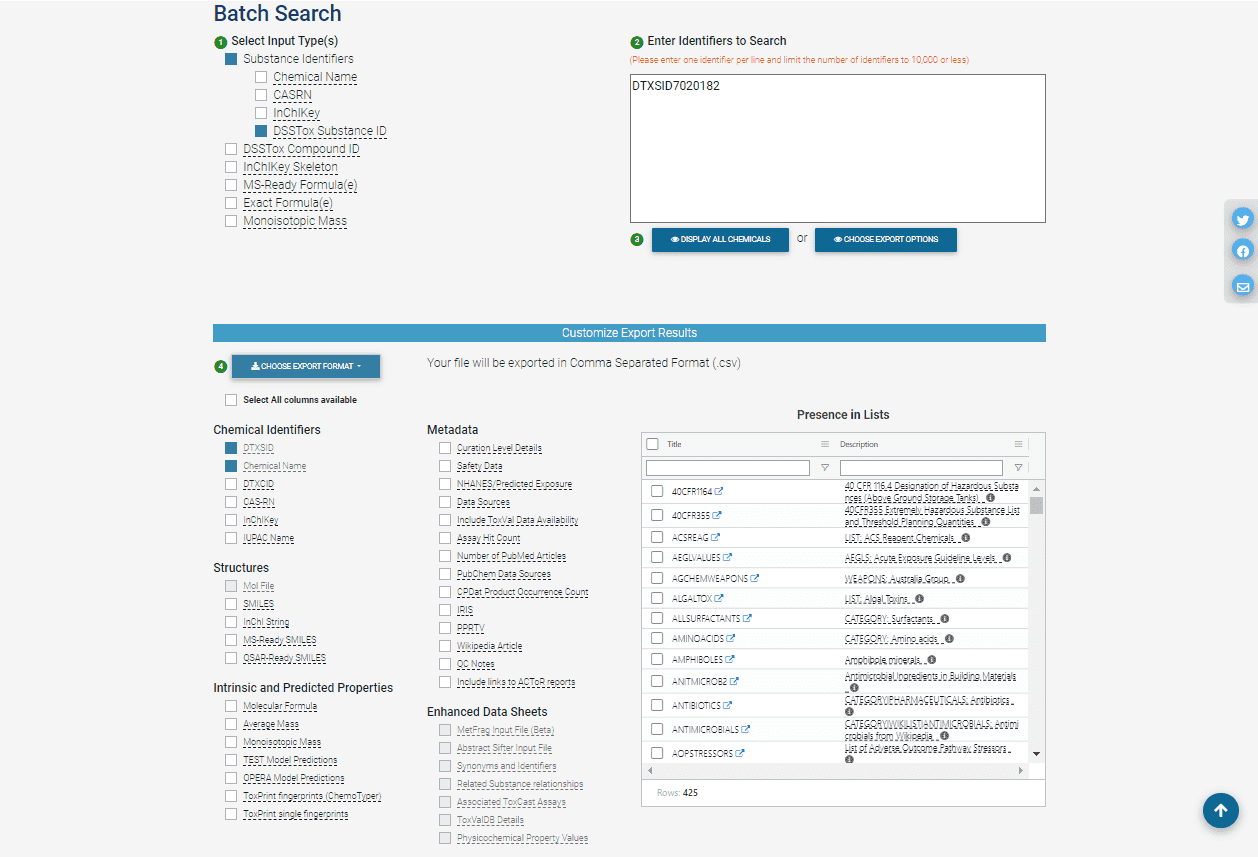 Batch Search
1 Select Input Type(s)
Substance Identifiers
Chemical Name
CASRN
InChIKey
DSSTox Substance ID
DSSTox Compound ID
InChIKey Skeleton
MS-Ready Formula(e)
Exact Formula(e)
Monoisotopic Mass
2 Enter Identifiers to Search
(Please enter one identifier per line and limit the number of identifiers to 10,000 or less)
DTXSID7020182
3 DISPLAY ALL CHEMICALS or CHOOSE EXPORT OPTIONS
Customize Export Results
4 CHOOSE EXPORT FORMAT
Your file will be exported in Comma Separated Format (.csv)
Select All columns available
Chemical Identifiers
DTXSID
Chemical Name
DTXCID
CAS-RN
InChIKey
IUPAC Name
Structures
Mol File
SMILES
InChI String
MS-Ready SMILES
QSAR-Ready SMILES
Intrinsic and Predicted Properties
Molecular Formula
Average Mass
Monoisotopic Mass
TEST Model Predictions
OPERA Model Predictions
ToxPrint fingerprints (ChemoTyper)
ToxPrint single fingerprints
Metadata
Curation Level Details
Safety Data
NHANES/Predicted Exposure
Data Sources
Include ToxVal Data Availability
Assay Hit Count
Number of PubMed Articles
PubChem Data Sources
CPDat Product Occurrence Count
IRIS
PPRTV
Wikipedia Article
QC Notes
Include links to ACToR reports
Enhanced Data Sheets
MetFrag Input File (Beta)
Abstract Sifter Input File
Synonyms and Identifiers
Related Substance relationships
Associated ToxCast Assays
ToxValDB Details
Physicochemical Property Values
Presence in Lists
Title Description
40CFR1164 40 CFR 116.4 Designation of Hazardous Substa
nces (Above Ground Storage Tanks)
40CFR355 40CFR355 Extremely Hazardous Substance List
and Threshold Planning Quantities
ACSREAG LIST: ACS Reagent Chemicals
AEGLVALUES AEGLS: Acute Exposure Guideline Levels
AGCHEMWEAPONS WEAPONS: Australia Group
ALGALTOX LIST: Algal Toxins
ALLSURFACTANTS CATEGORY: Surfactants
AMINOACIDS CATEGORY: Amino acids
AMPHIBOLES Amphibole minerals
ANITMICROB2 Antimicrobial Ingredients in Building Materials
ANTIBIOTICS CATEGORY|PHARMACEUTICALS: Antibiotics
ANTIMICROBIALS CATEGORY|WIKILIST|ANTIMICROBIALS: Antimi
crobials from Wikipedia
AOPSTRESSORS List of Adverse Outcome Pathway Stressors
Rows: 425